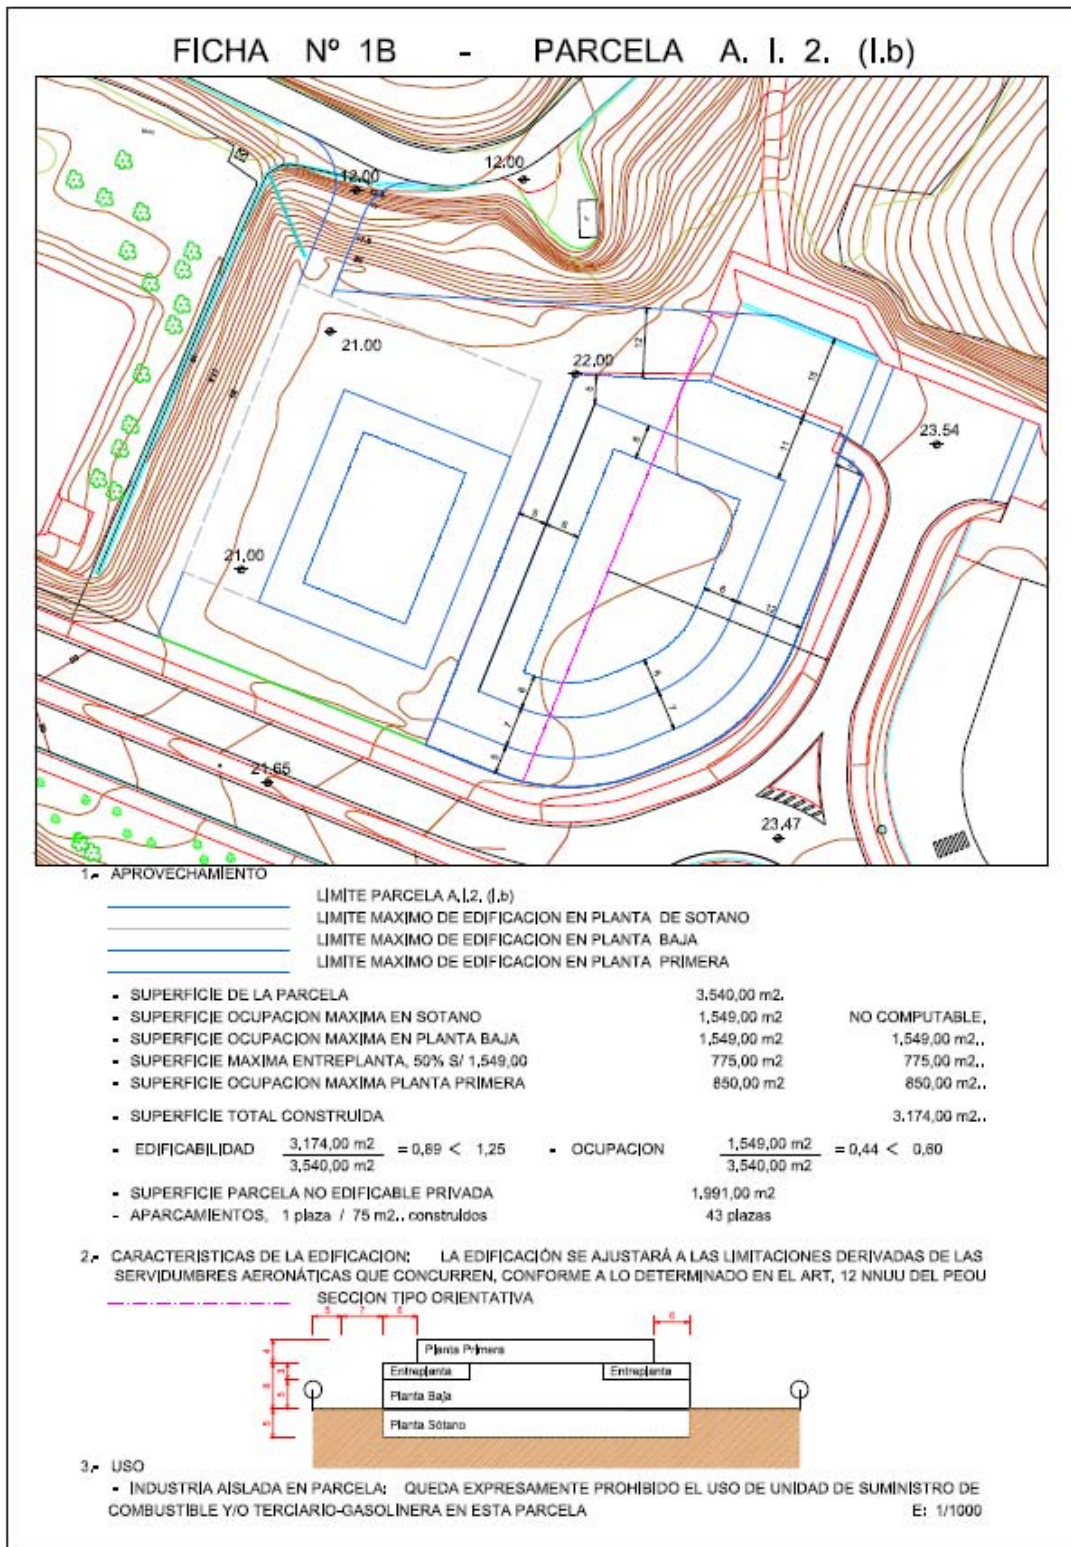 FICHA Nº 1B - PARCELA A. I. 2. (I.b)
12.00
12.00
21.00
22.00
12
15
11
23.54
21.00
21.65
23.47
1.- APROVECHAMIENTO
LIMITE PARCELA A.I.2. (I.b)
LIMITE MAXIMO DE EDIFICACION EN PLANTA DE SOTANO
LIMITE MAXIMO DE EDIFICACION EN PLANTA BAJA
LIMITE MAXIMO DE EDIFICACION EN PLANTA PRIMERA
- SUPERFICIE DE LA PARCELA 3.540,00 m2.
- SUPERFICIE OCUPACION MAXIMA EN SOTANO 1,549,00 m2 NO COMPUTABLE,
- SUPERFICIE OCUPACION MAXIMA EN PLANTA BAJA 1,549,00 m2 1,549,00 m2..
- SUPERFICIE MAXIMA ENTREPLANTA, 50% S/ 1,549,00 775,00 m2 775,00 m2..
- SUPERFICIE OCUPACION MAXIMA PLANTA PRIMERA 850,00 m2 850,00 m2..
- SUPERFICIE TOTAL CONSTRUÍDA 3.174,00 m2..
- EDIFICABILIDAD 3,174,00 m2 / 3,540,00 m2 = 0,89 < 1,25 - OCUPACION 1,549,00 m2 / 3,540,00 m2 = 0,44 < 0,60
- SUPERFICIE PARCELA NO EDIFICABLE PRIVADA 1.991,00 m2
- APARCAMIENTOS, 1 plaza / 75 m2.. construidos 43 plazas
2.- CARACTERISTICAS DE LA EDIFICACION: LA EDIFICACIÓN SE AJUSTARÁ A LAS LIMITACIONES DERIVADAS DE LAS
SERVIDUMBRES AERONÁTICAS QUE CONCURREN, CONFORME A LO DETERMINADO EN EL ART, 12 NNUU DEL PEOU
SECCION TIPO ORIENTATIVA
5 7 6 6
Planta Primera
Entreplanta Entreplanta
Planta Baja
Planta Sótano
3.- USO
- INDUSTRIA AISLADA EN PARCELA: QUEDA EXPRESAMENTE PROHIBIDO EL USO DE UNIDAD DE SUMINISTRO DE
COMBUSTIBLE Y/O TERCIARIO-GASOLINERA EN ESTA PARCELA E: 1/1000